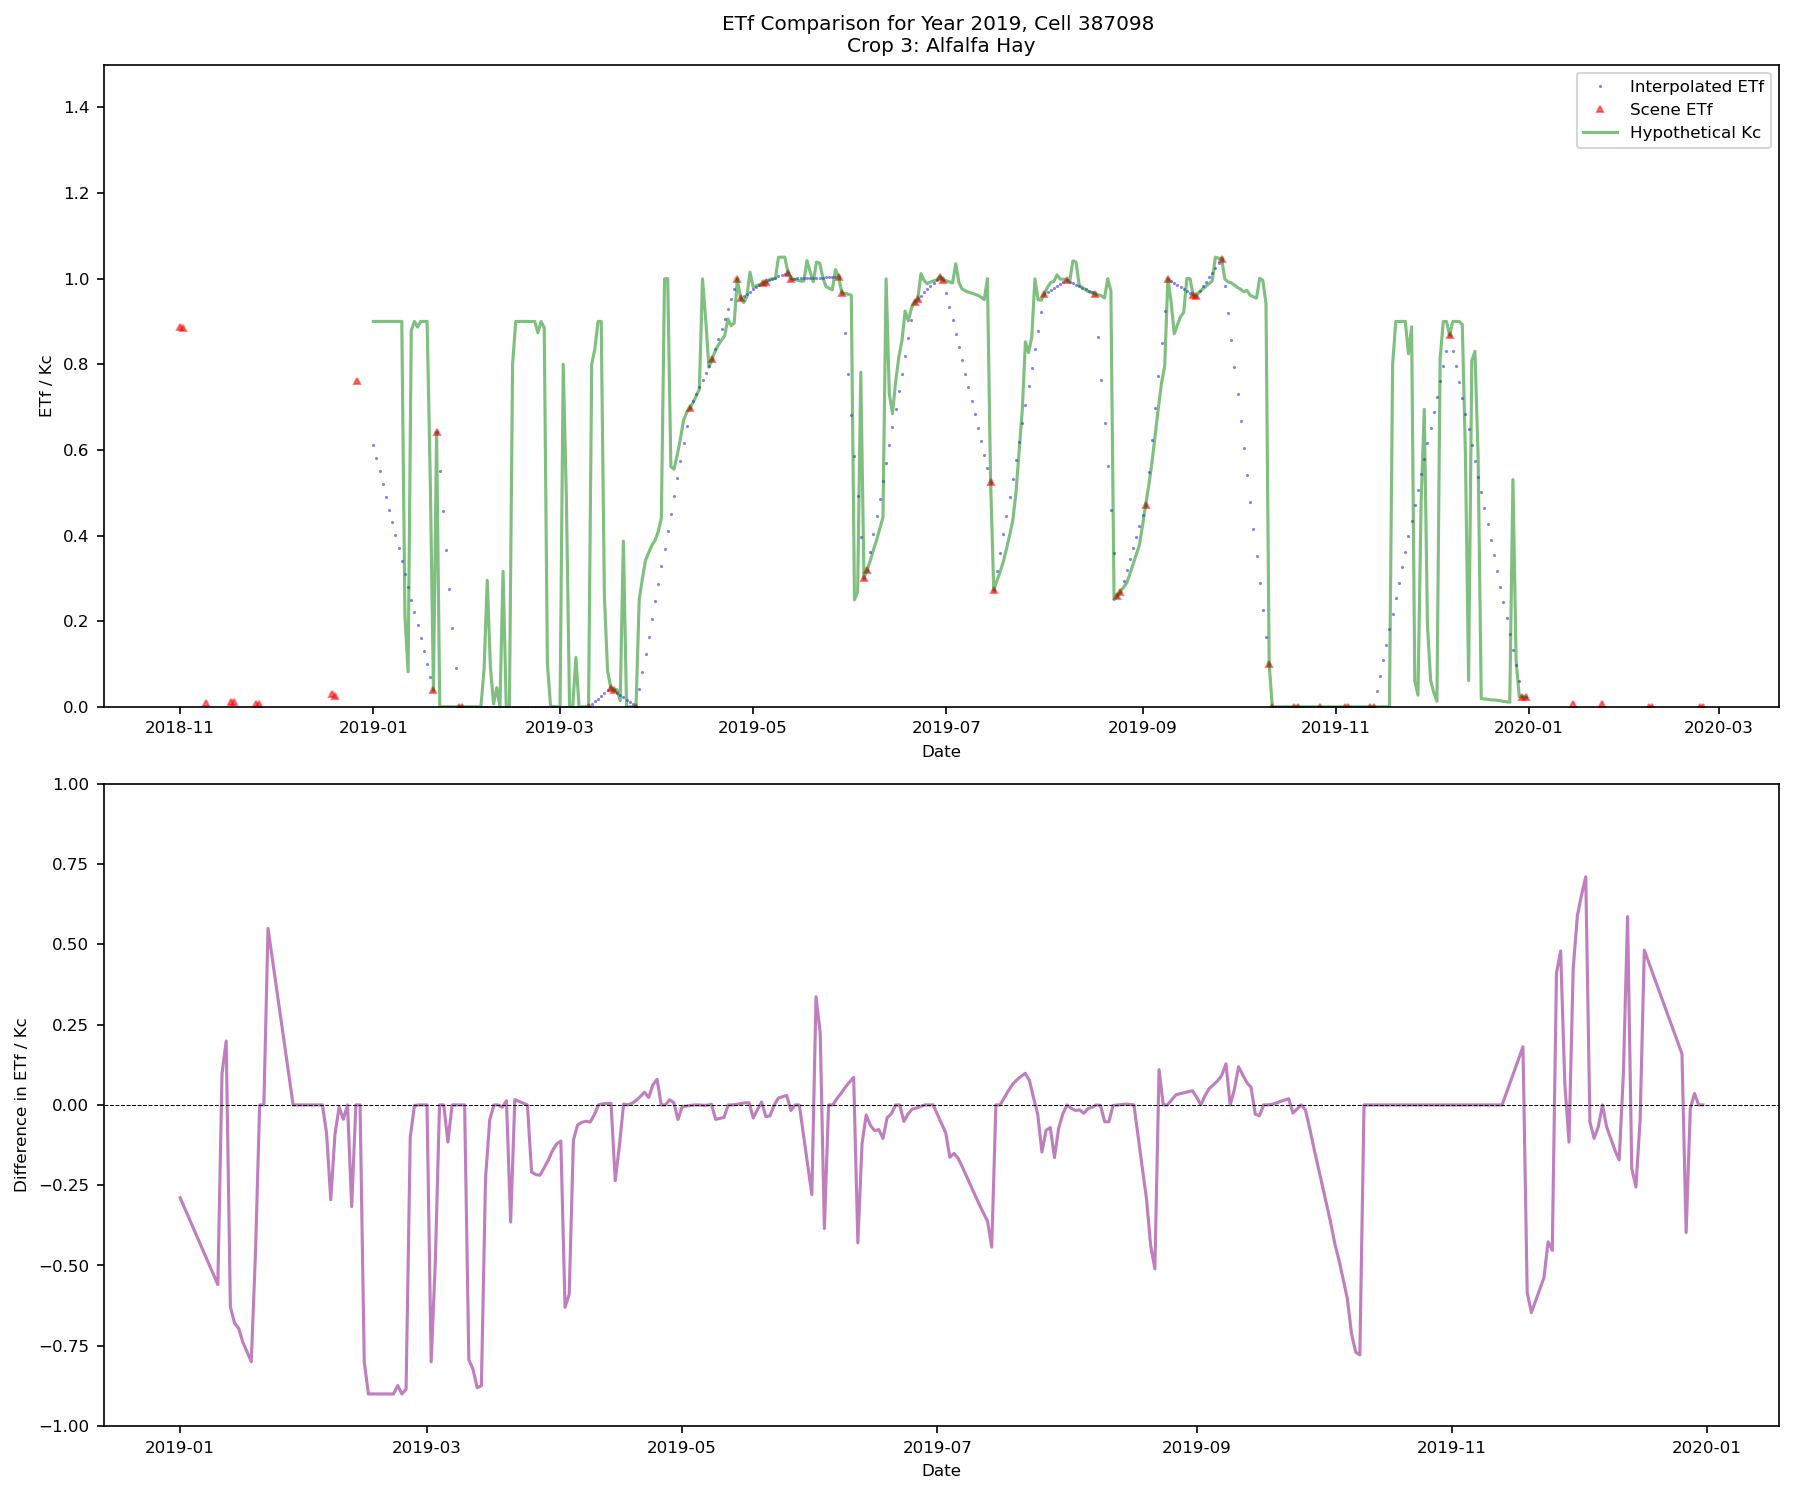 ETf Comparison for Year 2019, Cell 387098
Crop 3: Alfalfa Hay
Interpolated ETf
Scene ETf
Hypothetical Kc
ETf / Kc
1.4
1.2
1.0
0.8
0.6
0.4
0.2
0.0
2018-11 2019-01 2019-03 2019-05 2019-07 2019-09 2019-11 2020-01 2020-03
Date
Difference in ETf / Kc
1.00
0.75
0.50
0.25
0.00
−0.25
−0.50
−0.75
−1.00
2019-01 2019-03 2019-05 2019-07 2019-09 2019-11 2020-01
Date